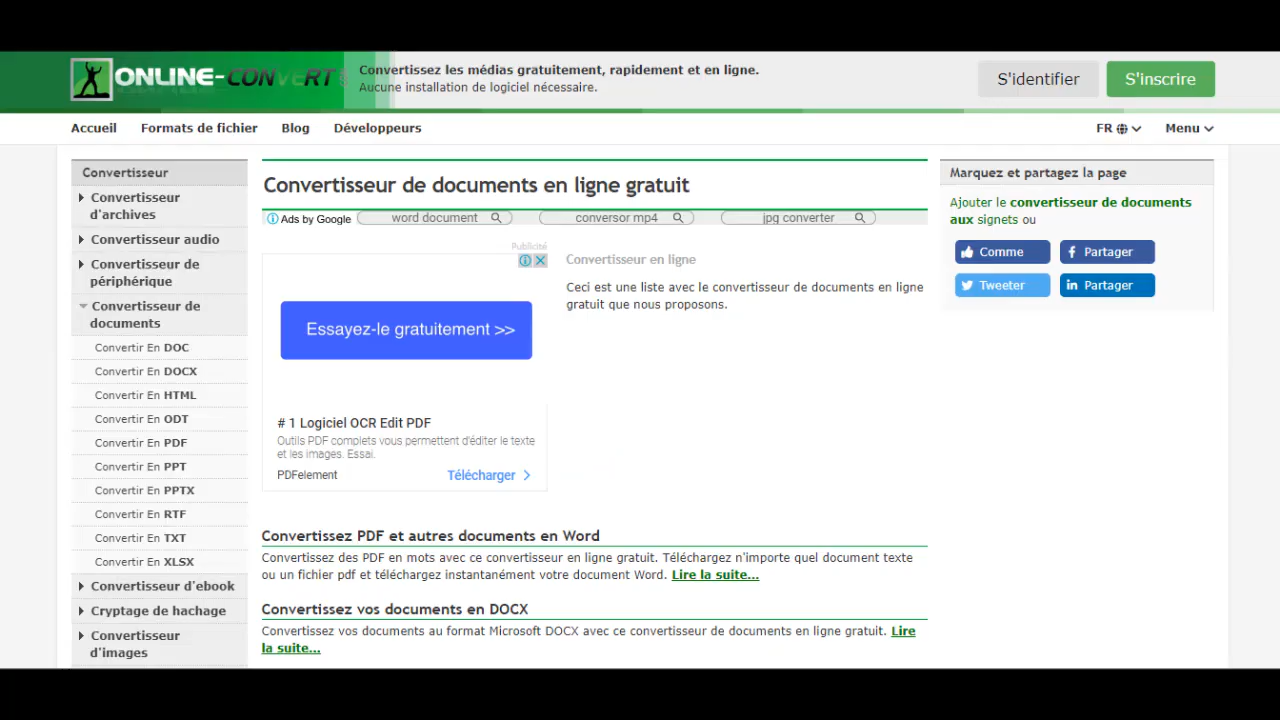 ONLINE-CONVERT
Convertissez les médias gratuitement, rapidement et en ligne.
Aucune installation de logiciel nécessaire.
S'identifier
S'inscrire
Accueil
Formats de fichier
Blog
Développeurs
FR
Menu
Convertisseur
Convertisseur
d'archives
Convertisseur audio
Convertisseur de
périphérique
Convertisseur de
documents
Convertir En DOC
Convertir En DOCX
Convertir En HTML
Convertir En ODT
Convertir En PDF
Convertir En PPT
Convertir En PPTX
Convertir En RTF
Convertir En TXT
Convertir En XLSX
Convertisseur d'ebook
Cryptage de hachage
Convertisseur
d'images
Convertisseur de documents en ligne gratuit
Ads by Google
word document
conversor mp4
jpg converter
Publicité
Essayez-le gratuitement >>
# 1 Logiciel OCR Edit PDF
Outils PDF complets vous permettent d'éditer le texte
et les images. Essai.
PDFelement
Télécharger
Convertisseur en ligne
Ceci est une liste avec le convertisseur de documents en ligne
gratuit que nous proposons.
Convertissez PDF et autres documents en Word
Convertissez des PDF en mots avec ce convertisseur en ligne gratuit. Téléchargez n'importe quel document texte
ou un fichier pdf et téléchargez instantanément votre document Word. Lire la suite...
Convertissez vos documents en DOCX
Convertissez vos documents au format Microsoft DOCX avec ce convertisseur de documents en ligne gratuit. Lire
la suite...
Marquez et partagez la page
Ajouter le convertisseur de documents
aux signets ou
Comme
Partager
Tweeter
Partager